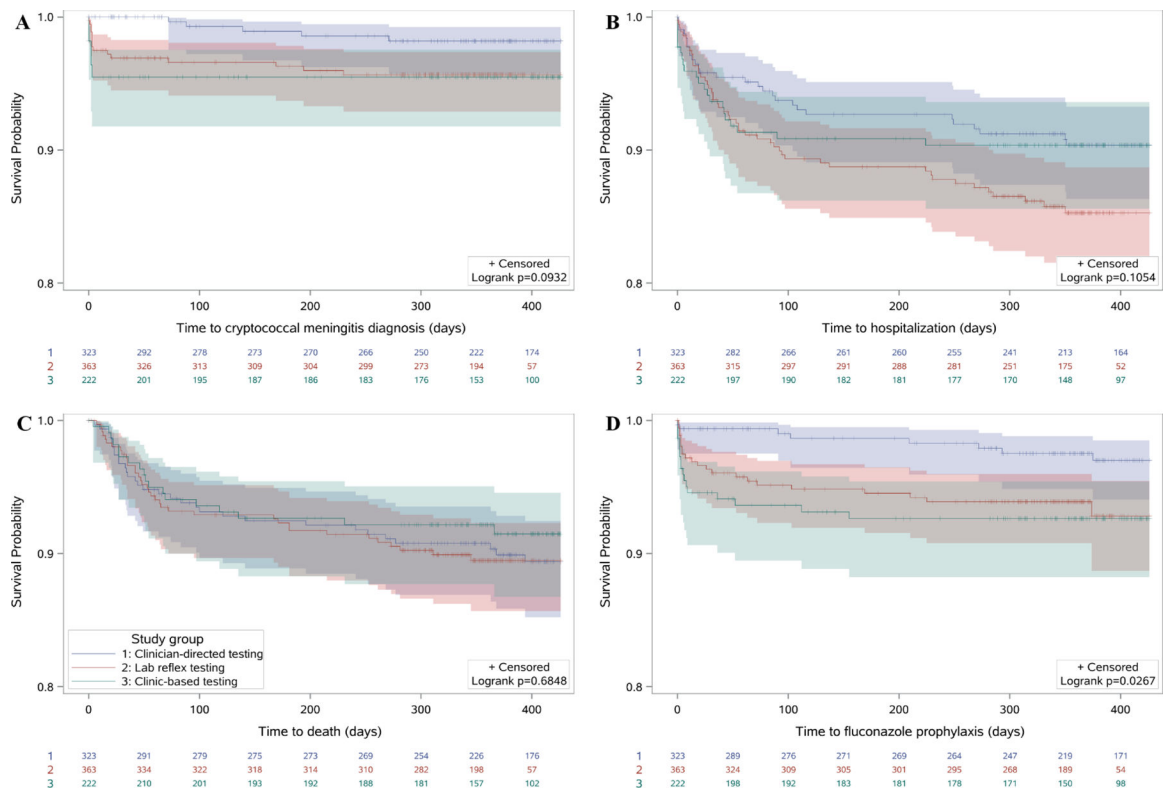 A
1.0
0.9
0.8
Survival Probability
+ Censored
Logrank p=0.0932
0 100 200 300 400
Time to cryptococcal meningitis diagnosis (days)
1 323 292 278 273 270 266 250 222 174
2 363 326 313 309 304 299 273 194 57
3 222 201 195 187 186 183 176 153 100
B
1.0
0.9
0.8
Survival Probability
+ Censored
Logrank p=0.1054
0 100 200 300 400
Time to hospitalization (days)
1 323 282 266 261 260 255 241 213 164
2 363 315 297 291 288 281 251 175 52
3 222 197 190 182 181 177 170 148 97
C
1.0
0.9
0.8
Survival Probability
Study group
1: Clinician-directed testing
2: Lab reflex testing
3: Clinic-based testing
+ Censored
Logrank p=0.6848
0 100 200 300 400
Time to death (days)
1 323 291 279 275 273 269 254 226 176
2 363 334 322 318 314 310 282 198 57
3 222 210 201 193 192 188 181 157 102
D
1.0
0.9
0.8
Survival Probability
+ Censored
Logrank p=0.0267
0 100 200 300 400
Time to fluconazole prophylaxis (days)
1 323 289 276 271 269 264 247 219 171
2 363 324 309 305 301 295 268 189 54
3 222 198 192 183 181 178 171 150 98